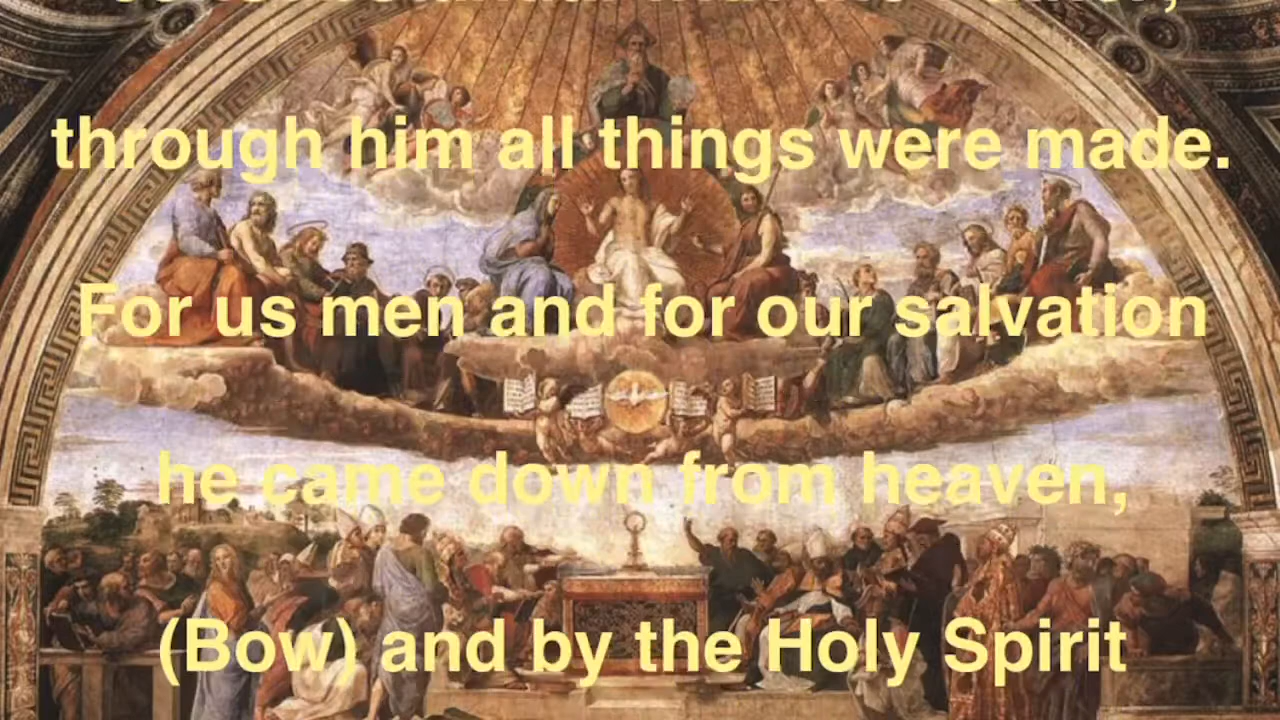 through him all things were made.
For us men and for our salvation
he came down from heaven,
(Bow) and by the Holy Spirit